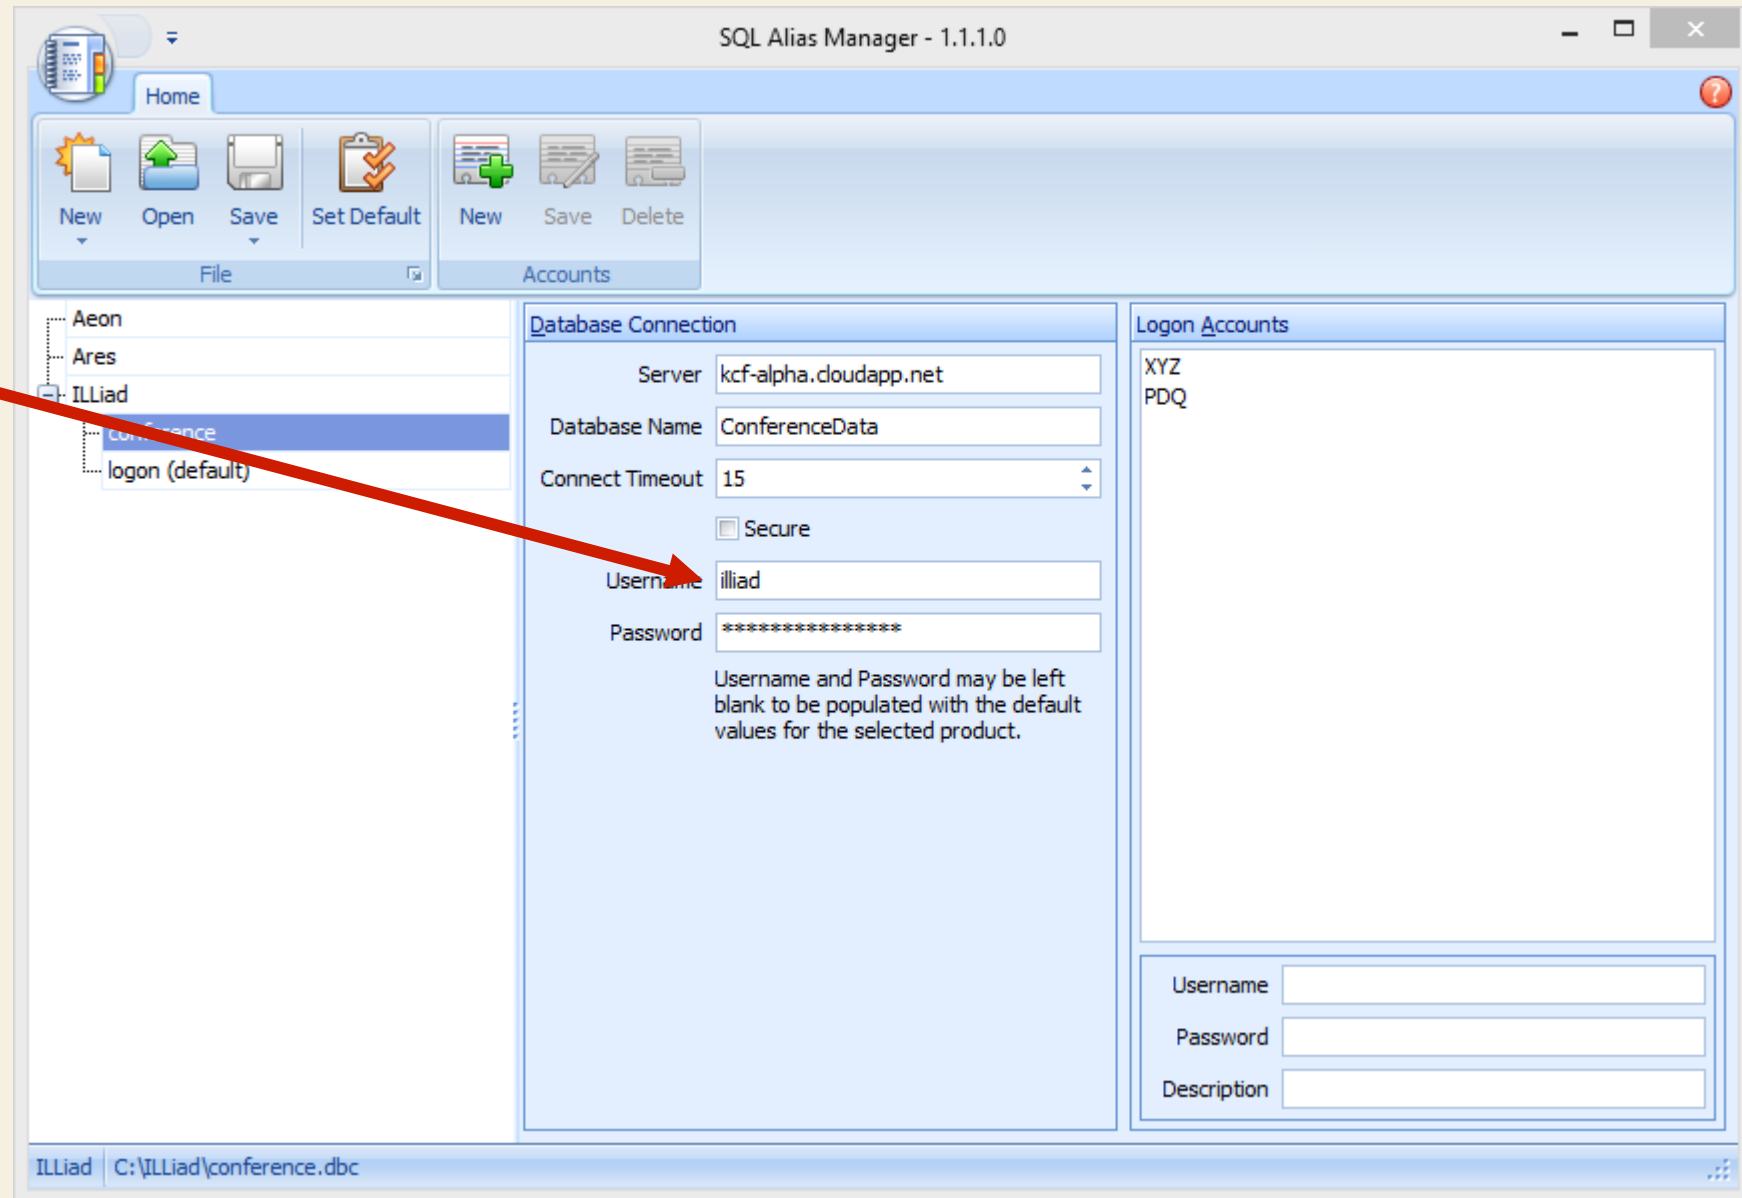 SQL Alias Manager - 1.1.1.0
Home
New
Open
Save
Set Default
New
Save
Delete
File
Accounts
Aeon
Ares
ILLiad
conference
logon (default)
Database Connection
Server
kcf-alpha.cloudapp.net
Database Name
ConferenceData
Connect Timeout
15
Secure
Username
illiad
Password
***************
Username and Password may be left
blank to be populated with the default
values for the selected product.
Logon Accounts
XYZ
PDQ
Username
Password
Description
ILLiad
C:\ILLiad\conference.dbc